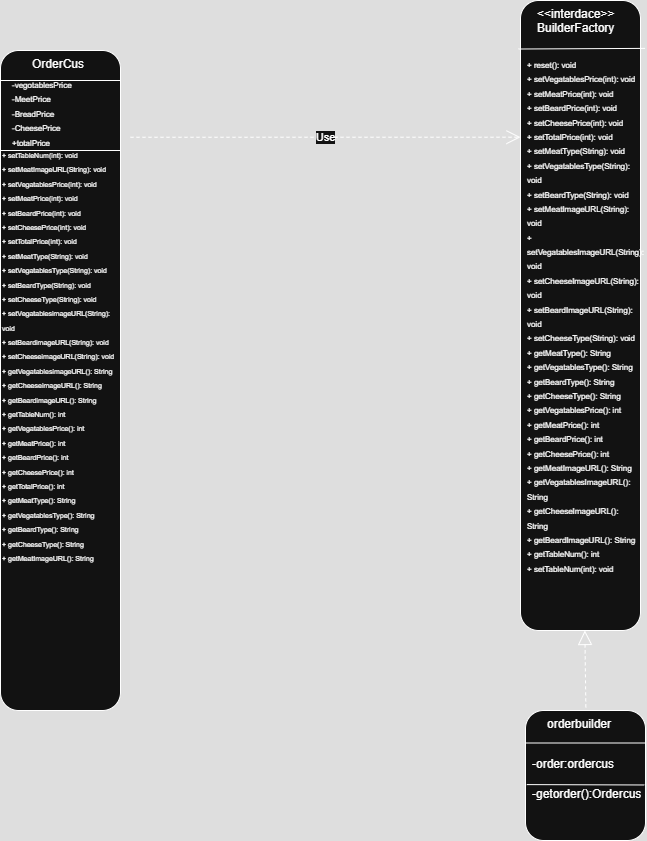 OrderCus
-vegotablesPrice
-MeetPrice
-BreadPrice
-CheesePrice
+totalPrice
+ setTableNum(int): void
+ setMeatImageURL(String): void
+ setVegatablesPrice(int): void
+ setMeatPrice(int): void
+ setBeardPrice(int): void
+ setCheesePrice(int): void
+ setTotalPrice(int): void
+ setMeatType(String): void
+ setVegatablesType(String): void
+ setBeardType(String): void
+ setCheeseType(String): void
+ setVegatablesImageURL(String):
void
+ setBeardImageURL(String): void
+ setCheeseImageURL(String): void
+ getVegatablesImageURL(): String
+ getCheeseImageURL(): String
+ getBeardImageURL(): String
+ getTableNum(): int
+ getVegatablesPrice(): int
+ getMeatPrice(): int
+ getBeardPrice(): int
+ getCheesePrice(): int
+ getTotalPrice(): int
+ getMeatType(): String
+ getVegatablesType(): String
+ getBeardType(): String
+ getCheeseType(): String
+ getMeatImageURL(): String
Use
<<interdace>>
BuilderFactory
+ reset(): void
+ setVegatablesPrice(int): void
+ setMeatPrice(int): void
+ setBeardPrice(int): void
+ setCheesePrice(int): void
+ setTotalPrice(int): void
+ setMeatType(String): void
+ setVegatablesType(String):
void
+ setBeardType(String): void
+ setMeatImageURL(String):
void
+
setVegatablesImageURL(String):
void
+ setCheeseImageURL(String):
void
+ setBeardImageURL(String):
void
+ setCheeseType(String): void
+ getMeatType(): String
+ getVegatablesType(): String
+ getBeardType(): String
+ getCheeseType(): String
+ getVegatablesPrice(): int
+ getMeatPrice(): int
+ getBeardPrice(): int
+ getCheesePrice(): int
+ getMeatImageURL(): String
+ getVegatablesImageURL():
String
+ getCheeseImageURL():
String
+ getBeardImageURL(): String
+ getTableNum(): int
+ setTableNum(int): void
orderbuilder
-order:ordercus
-getorder():Ordercus